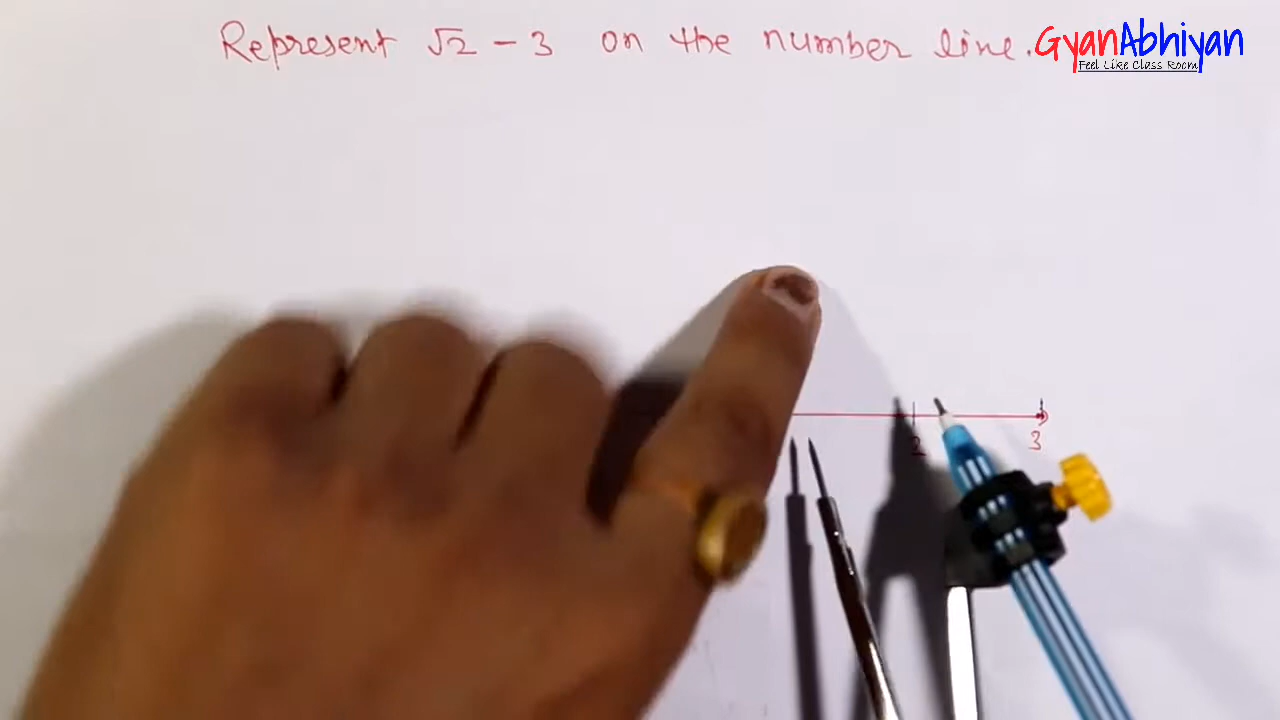 Represent √2 - 3 on the number line.
GyanAbhiyan
Feel Like Class Room
2 3